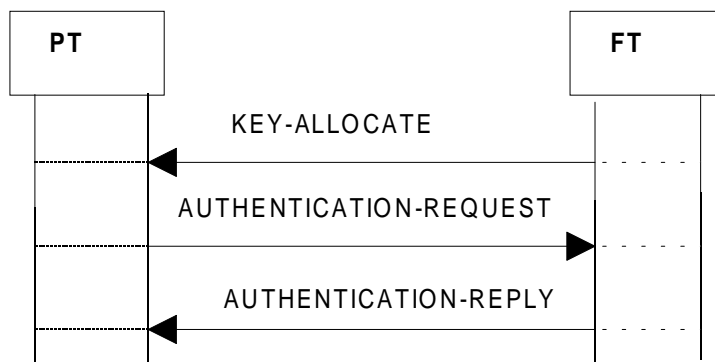 PT
FT
KEY-ALLOCATE
AUTHENTICATION-REQUEST
AUTHENTICATION-REPLY